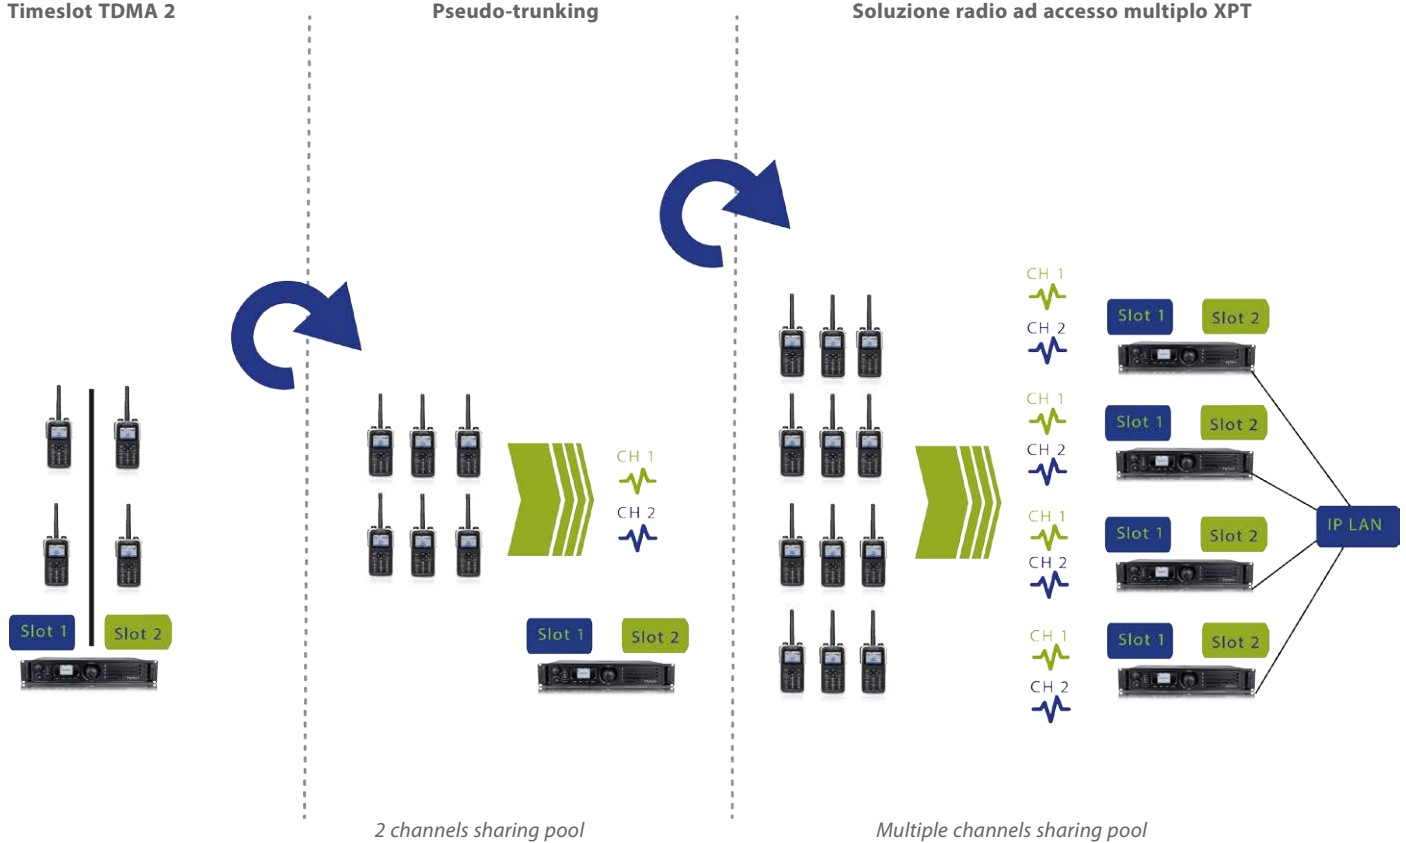 Timeslot TDMA 2
Pseudo-trunking
Soluzione radio ad accesso multiplo XPT
Slot 1
Slot 2
CH 1
CH 2
Slot 1
Slot 2
CH 1
CH 2
Slot 1
Slot 2
CH 1
CH 2
Slot 1
Slot 2
CH 1
CH 2
Slot 1
Slot 2
CH 1
CH 2
Slot 1
Slot 2
IP LAN
2 channels sharing pool
Multiple channels sharing pool